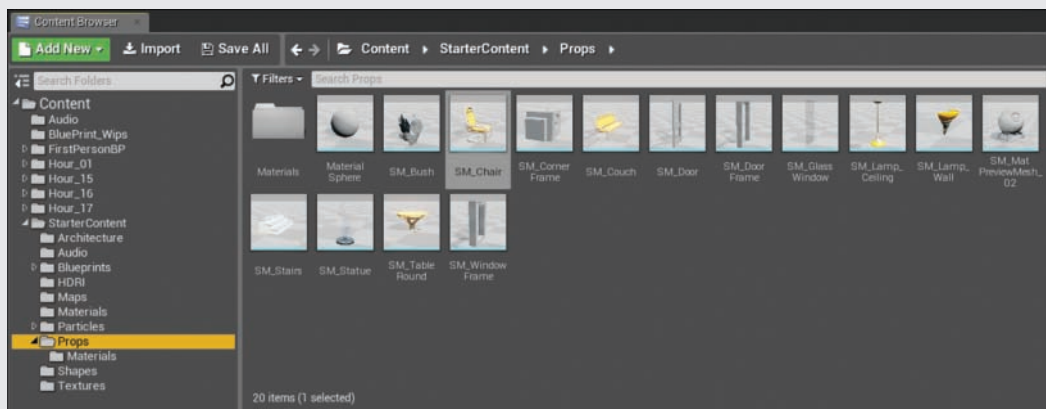 Content Browser
Add New Import Save All Content StarterContent Props
Search Folders
Filters Search Props
Content
Audio
BluePrint_Wips
FirstPersonBP
Hour_01
Hour_15
Hour_16
Hour_17
StarterContent
Architecture
Audio
Blueprints
HDRI
Maps
Materials
Particles
Props
Materials
Shapes
Textures
Materials
Material
Sphere
SM_Bush
SM_Chair
SM_Corner
Frame
SM_Couch
SM_Door
SM_Door
Frame
SM_Glass
Window
SM_Lamp_
Ceiling
SM_Lamp_
Wall
SM_Mat
PreviewMesh_
02
SM_Stairs
SM_Statue
SM_Table
Round
SM_Window
Frame
20 items (1 selected)